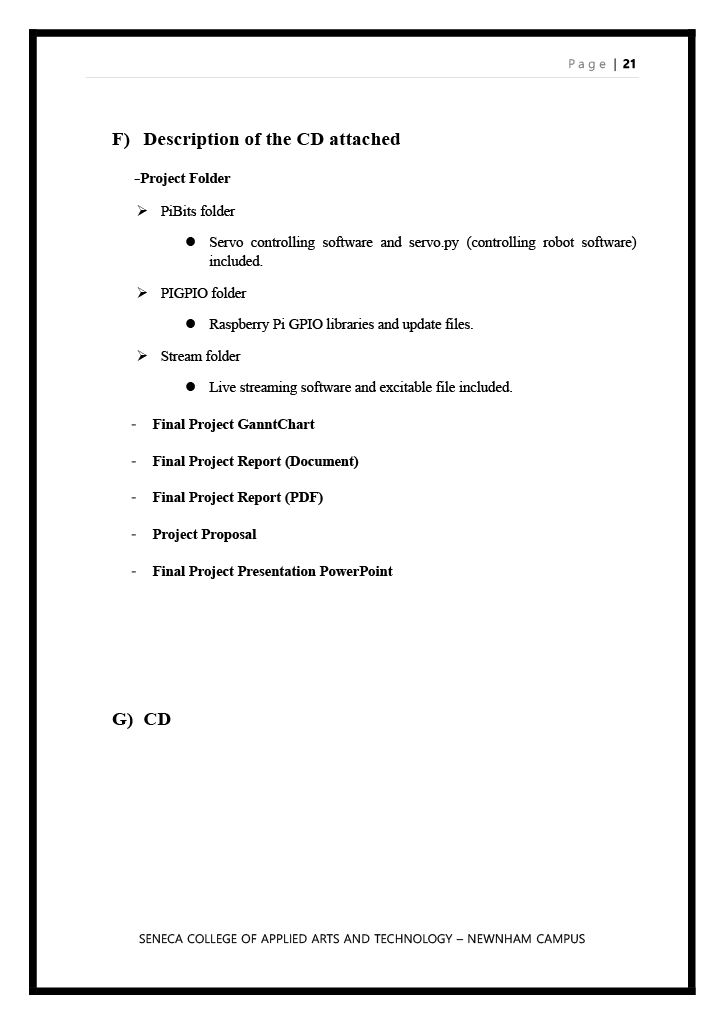 Page | 21
F) Description of the CD attached
-Project Folder
➢ PiBits folder
● Servo controlling software and servo.py (controlling robot software)
included.
➢ PIGPIO folder
● Raspberry Pi GPIO libraries and update files.
➢ Stream folder
● Live streaming software and excitable file included.
- Final Project GanntChart
- Final Project Report (Document)
- Final Project Report (PDF)
- Project Proposal
- Final Project Presentation PowerPoint
G) CD
SENECA COLLEGE OF APPLIED ARTS AND TECHNOLOGY – NEWNHAM CAMPUS